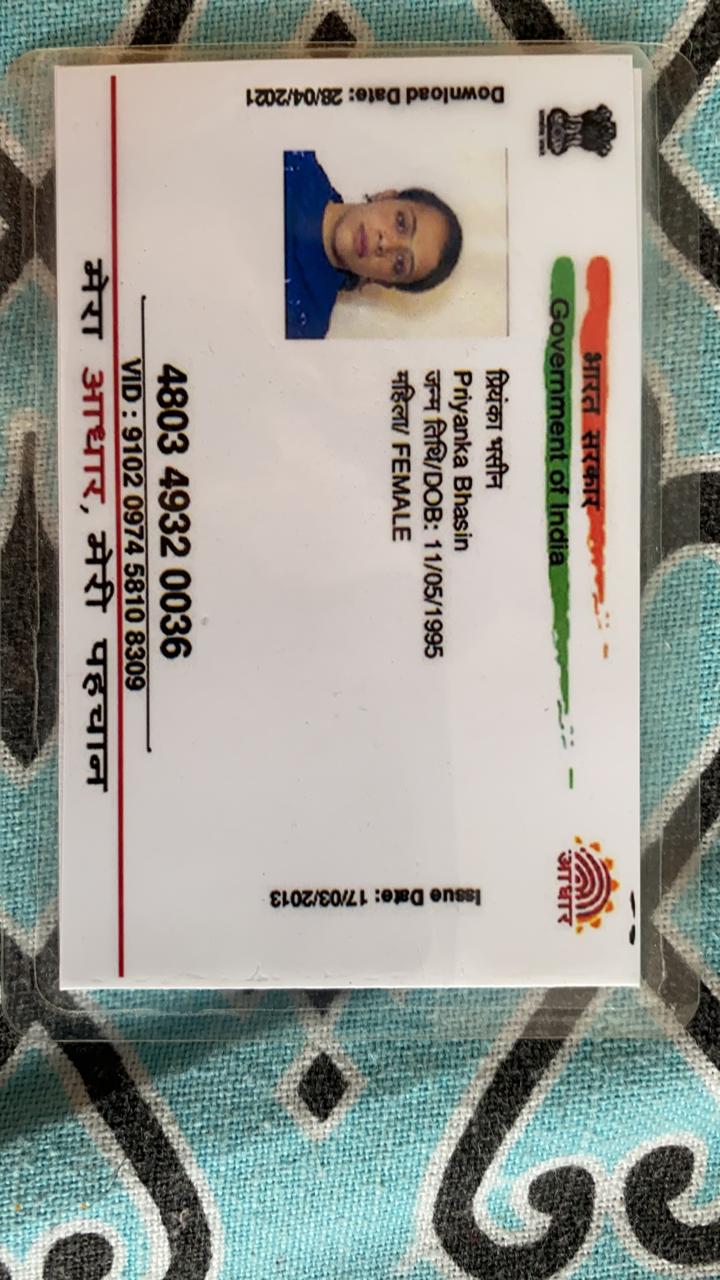 भारत सरकार
Government of India
Download Date: 28/04/2021
प्रियंका भसीन
Priyanka Bhasin
जन्म तिथि/DOB: 11/05/1995
महिला/ FEMALE
Issue Date: 17/03/2013
आधार
4803 4932 0036
VID : 9102 0974 5810 8309
मेरा आधार, मेरी पहचान